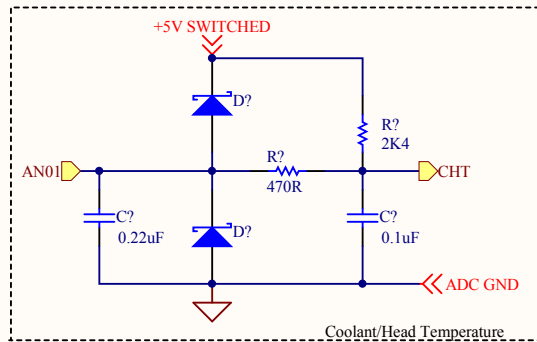 +5V SWITCHED
D?
R?
2K4
AN01
R?
470R
CHT
C?
0.22uF
D?
C?
0.1uF
ADC GND
Coolant/Head Temperature